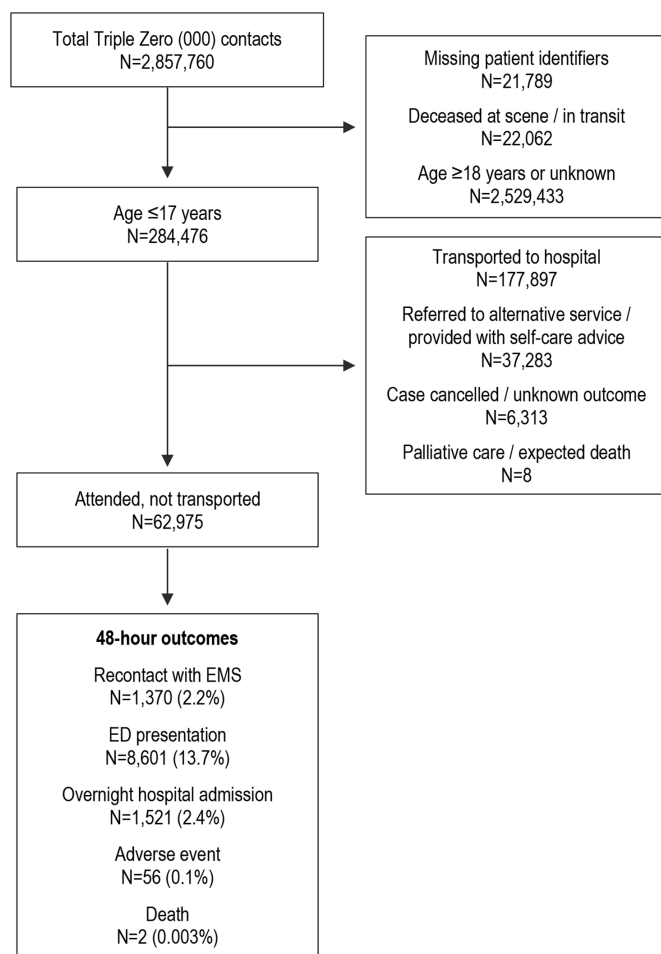 Total Triple Zero (000) contacts
N=2,857,760
Missing patient identifiers
N=21,789
Deceased at scene / in transit
N=22,062
Age ≥18 years or unknown
N=2,529,433
Age ≤17 years
N=284,476
Transported to hospital
N=177,897
Referred to alternative service /
provided with self-care advice
N=37,283
Case cancelled / unknown outcome
N=6,313
Palliative care / expected death
N=8
Attended, not transported
N=62,975
48-hour outcomes
Recontact with EMS
N=1,370 (2.2%)
ED presentation
N=8,601 (13.7%)
Overnight hospital admission
N=1,521 (2.4%)
Adverse event
N=56 (0.1%)
Death
N=2 (0.003%)